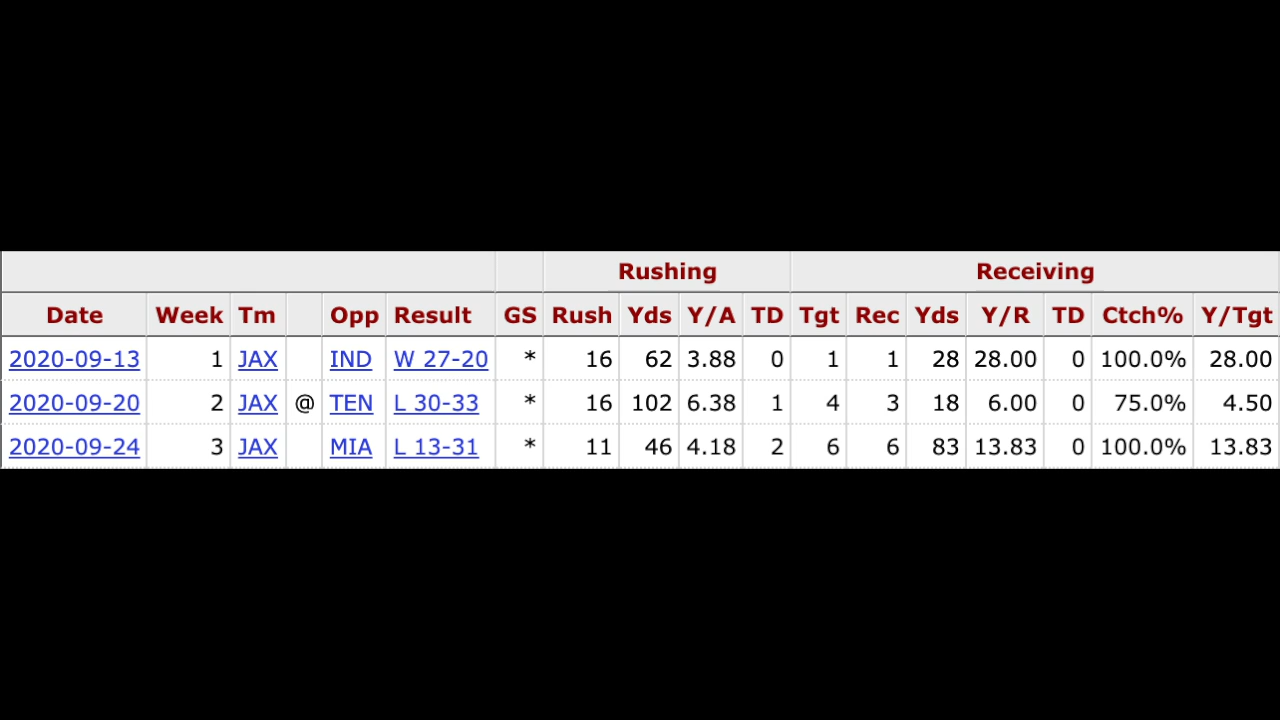 Rushing Receiving
Date Week Tm Opp Result GS Rush Yds Y/A TD Tgt Rec Yds Y/R TD Ctch% Y/Tgt
2020-09-13 1 JAX IND W 27-20 * 16 62 3.88 0 1 1 28 28.00 0 100.0% 28.00
2020-09-20 2 JAX @ TEN L 30-33 * 16 102 6.38 1 4 3 18 6.00 0 75.0% 4.50
2020-09-24 3 JAX MIA L 13-31 * 11 46 4.18 2 6 6 83 13.83 0 100.0% 13.83